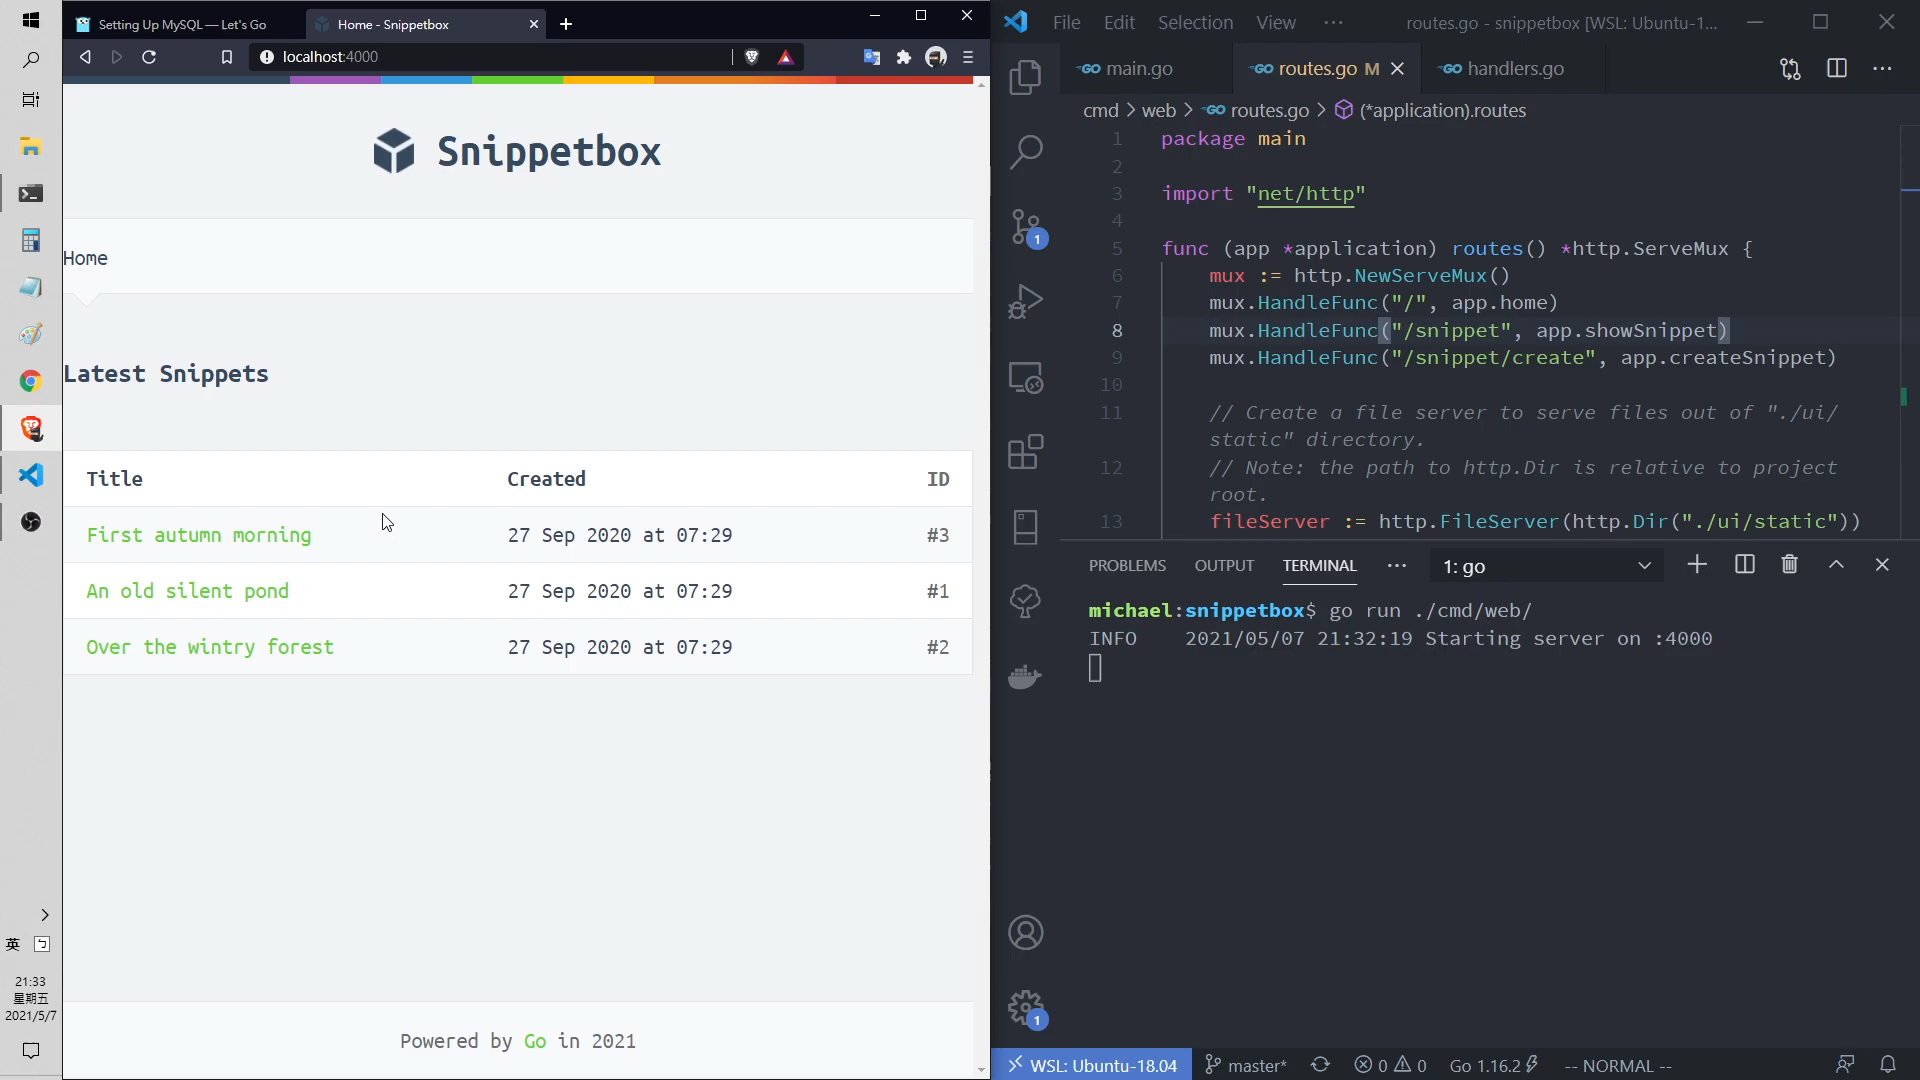 Setting Up MySQL — Let's Go
Home - Snippetbox
localhost:4000
Snippetbox
Home
Latest Snippets
Title Created ID
First autumn morning 27 Sep 2020 at 07:29 #3
An old silent pond 27 Sep 2020 at 07:29 #1
Over the wintry forest 27 Sep 2020 at 07:29 #2
Powered by Go in 2021
英
ㄅ
21:33
星期五
2021/5/7
File Edit Selection View ··· routes.go - snippetbox [WSL: Ubuntu-1...
main.go
routes.go M
handlers.go
cmd > web > routes.go > (*application).routes
1 package main
2
3 import "net/http"
4
5 func (app *application) routes() *http.ServeMux {
6 mux := http.NewServeMux()
7 mux.HandleFunc("/", app.home)
8 mux.HandleFunc("/snippet", app.showSnippet)
9 mux.HandleFunc("/snippet/create", app.createSnippet)
10
11 // Create a file server to serve files out of "./ui/
static" directory.
12 // Note: the path to http.Dir is relative to project
root.
13 fileServer := http.FileServer(http.Dir("./ui/static"))
1
PROBLEMS OUTPUT TERMINAL ··· 1: go
michael:snippetbox$ go run ./cmd/web/
INFO 2021/05/07 21:32:19 Starting server on :4000
1
WSL: Ubuntu-18.04 master* 0 0 Go 1.16.2 -- NORMAL --